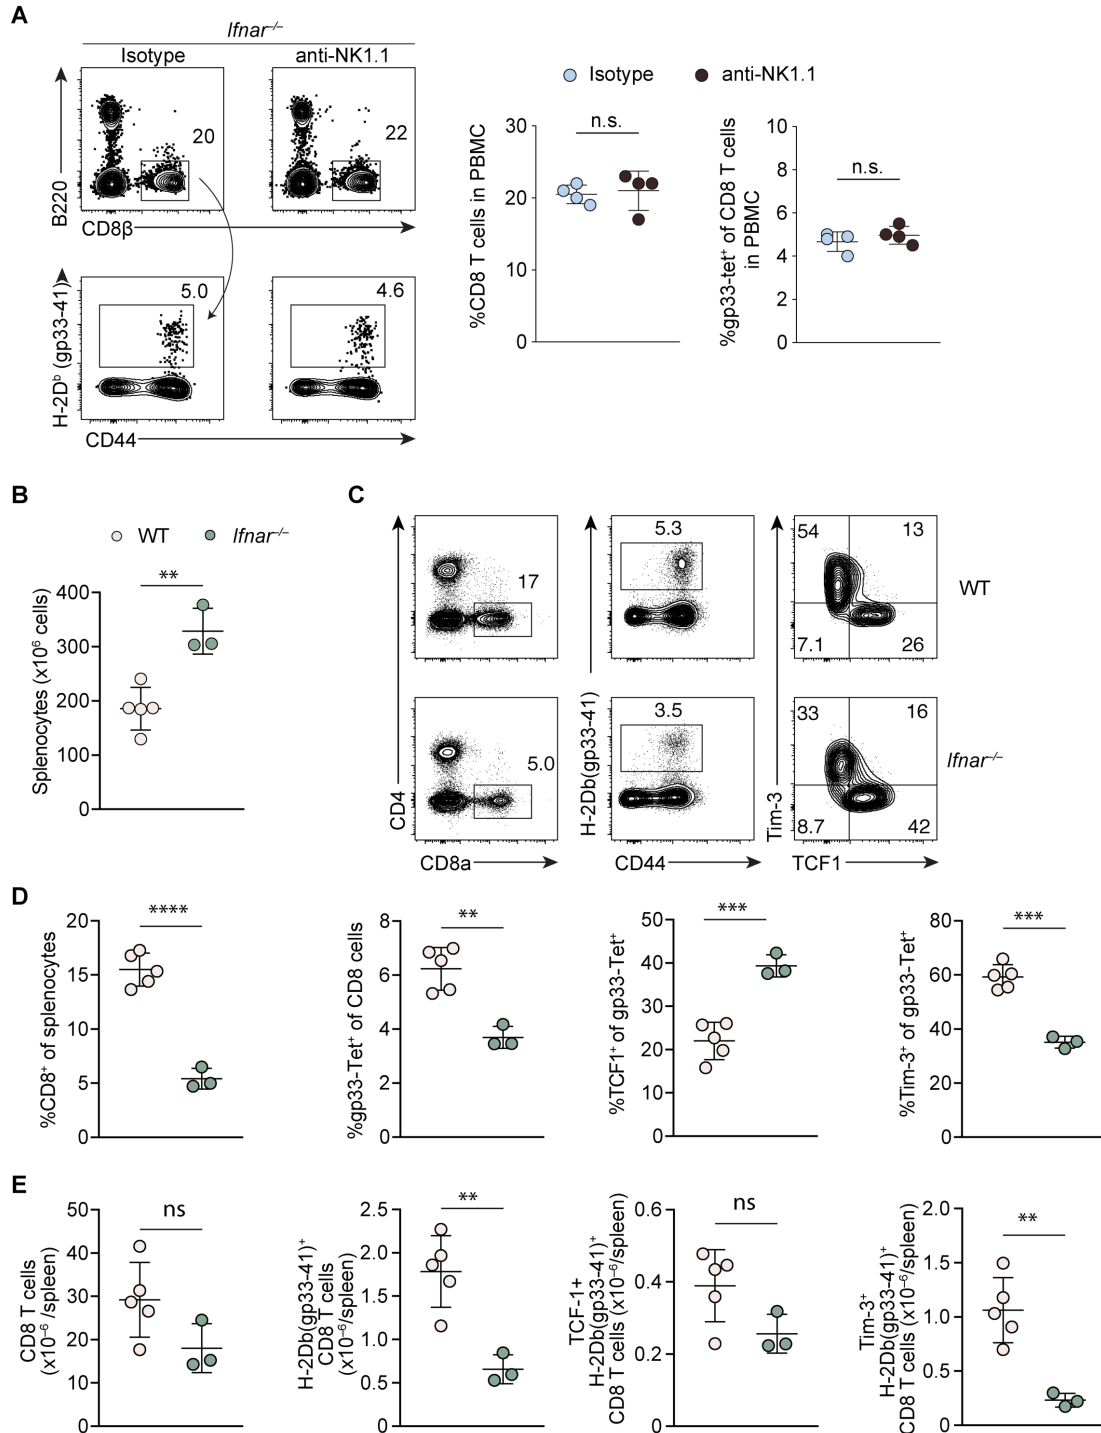 A
Ifnar–/–
Isotype
anti-NK1.1
20
22
B220
CD8β
5.0
4.6
H-2Dᵇ (gp33-41)
CD44
Isotype
anti-NK1.1
n.s.
30
20
10
0
%CD8 T cells in PBMC
n.s.
10
8
6
4
2
0
%gp33-tet⁺ of CD8 T cells
in PBMC
B
WT
Ifnar–/–
**
400
300
200
100
0
Splenocytes (x10⁶ cells)
C
17
5.3
54
13
7.1
26
WT
5.0
3.5
33
16
8.7
42
Ifnar–/–
CD4
CD8a
H-2Db(gp33-41)
CD44
Tim-3
TCF1
D
****
20
15
10
5
0
%CD8⁺ of splenocytes
**
8
6
4
2
0
%gp33-Tet⁺ of CD8 cells
***
50
40
30
20
10
0
%TCF1⁺ of gp33-Tet⁺
***
80
60
40
20
0
%Tim-3⁺ of gp33-Tet⁺
E
ns
50
40
30
20
10
0
CD8 T cells
(x10⁻⁶ /spleen)
**
2.5
2.0
1.5
1.0
0.5
0
H-2Db(gp33-41)⁺
CD8 T cells
(x10⁻⁶/spleen)
ns
0.6
0.4
0.2
0
TCF-1+
H-2Db(gp33-41)⁺
CD8 T cells (x10⁻⁶/spleen)
**
2.0
1.5
1.0
0.5
0
Tim-3⁺
H-2Db(gp33-41)⁺
CD8 T cells (x10⁻⁶/spleen)